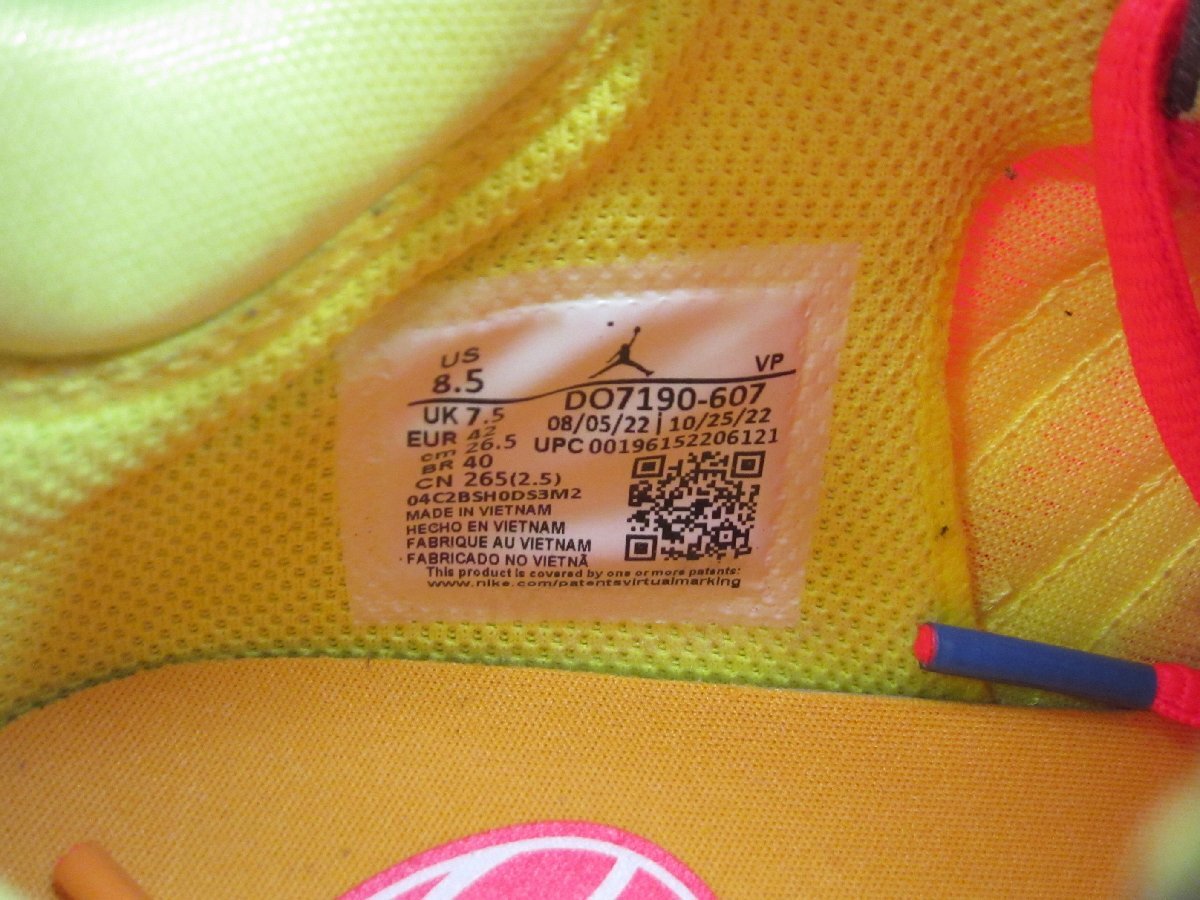 US
8.5
VP
UK 7.5
DO7190-607
EUR 42
08/05/22 | 10/25/22
cm 26.5
UPC 00196152206121
BR 40
CN 265(2.5)
04C2BSH0DS3M2
MADE IN VIETNAM
HECHO EN VIETNAM
FABRIQUE AU VIETNAM
FABRICADO NO VIETNÃ
This product is covered by one or more patents:
www.nike.com/patentsvirtualmarking